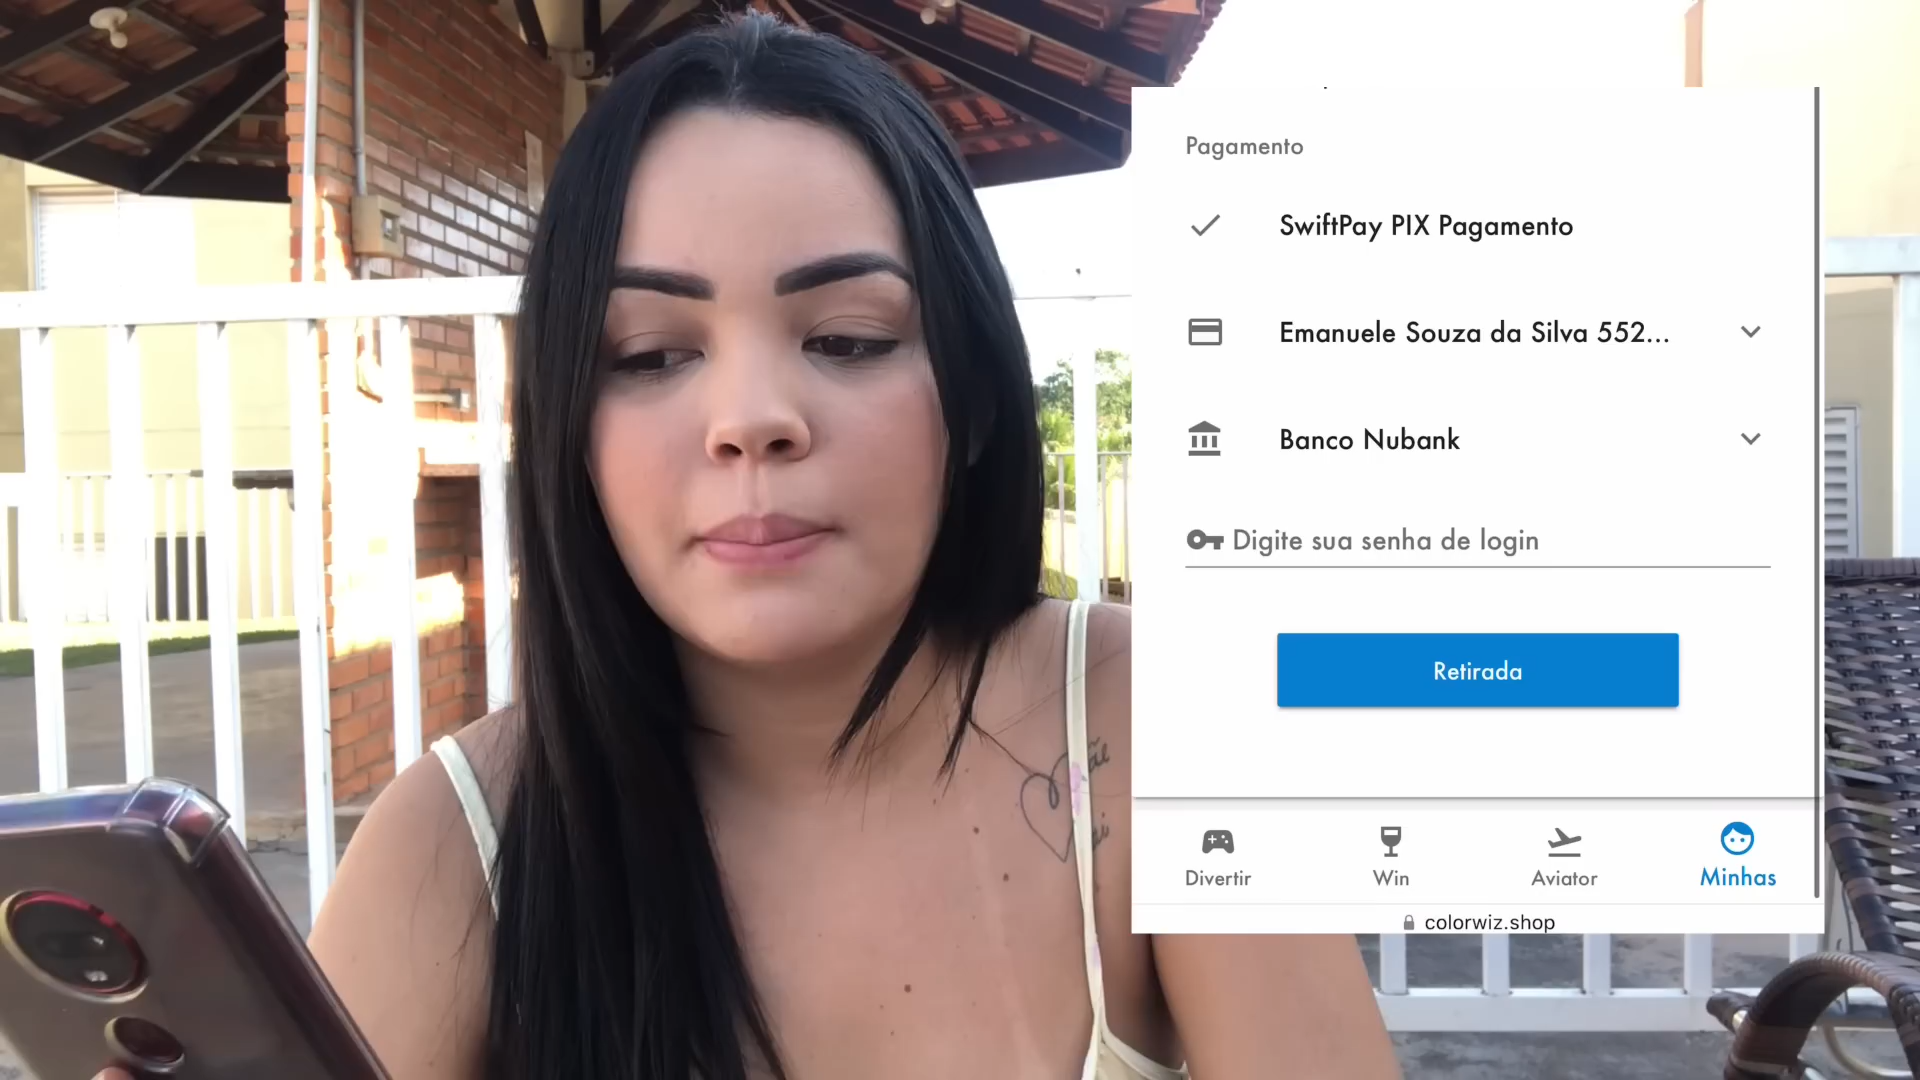 Pagamento
SwiftPay PIX Pagamento
Emanuele Souza da Silva 552...
Banco Nubank
Digite sua senha de login
Retirada
Divertir
Win
Aviator
Minhas
colorwiz.shop